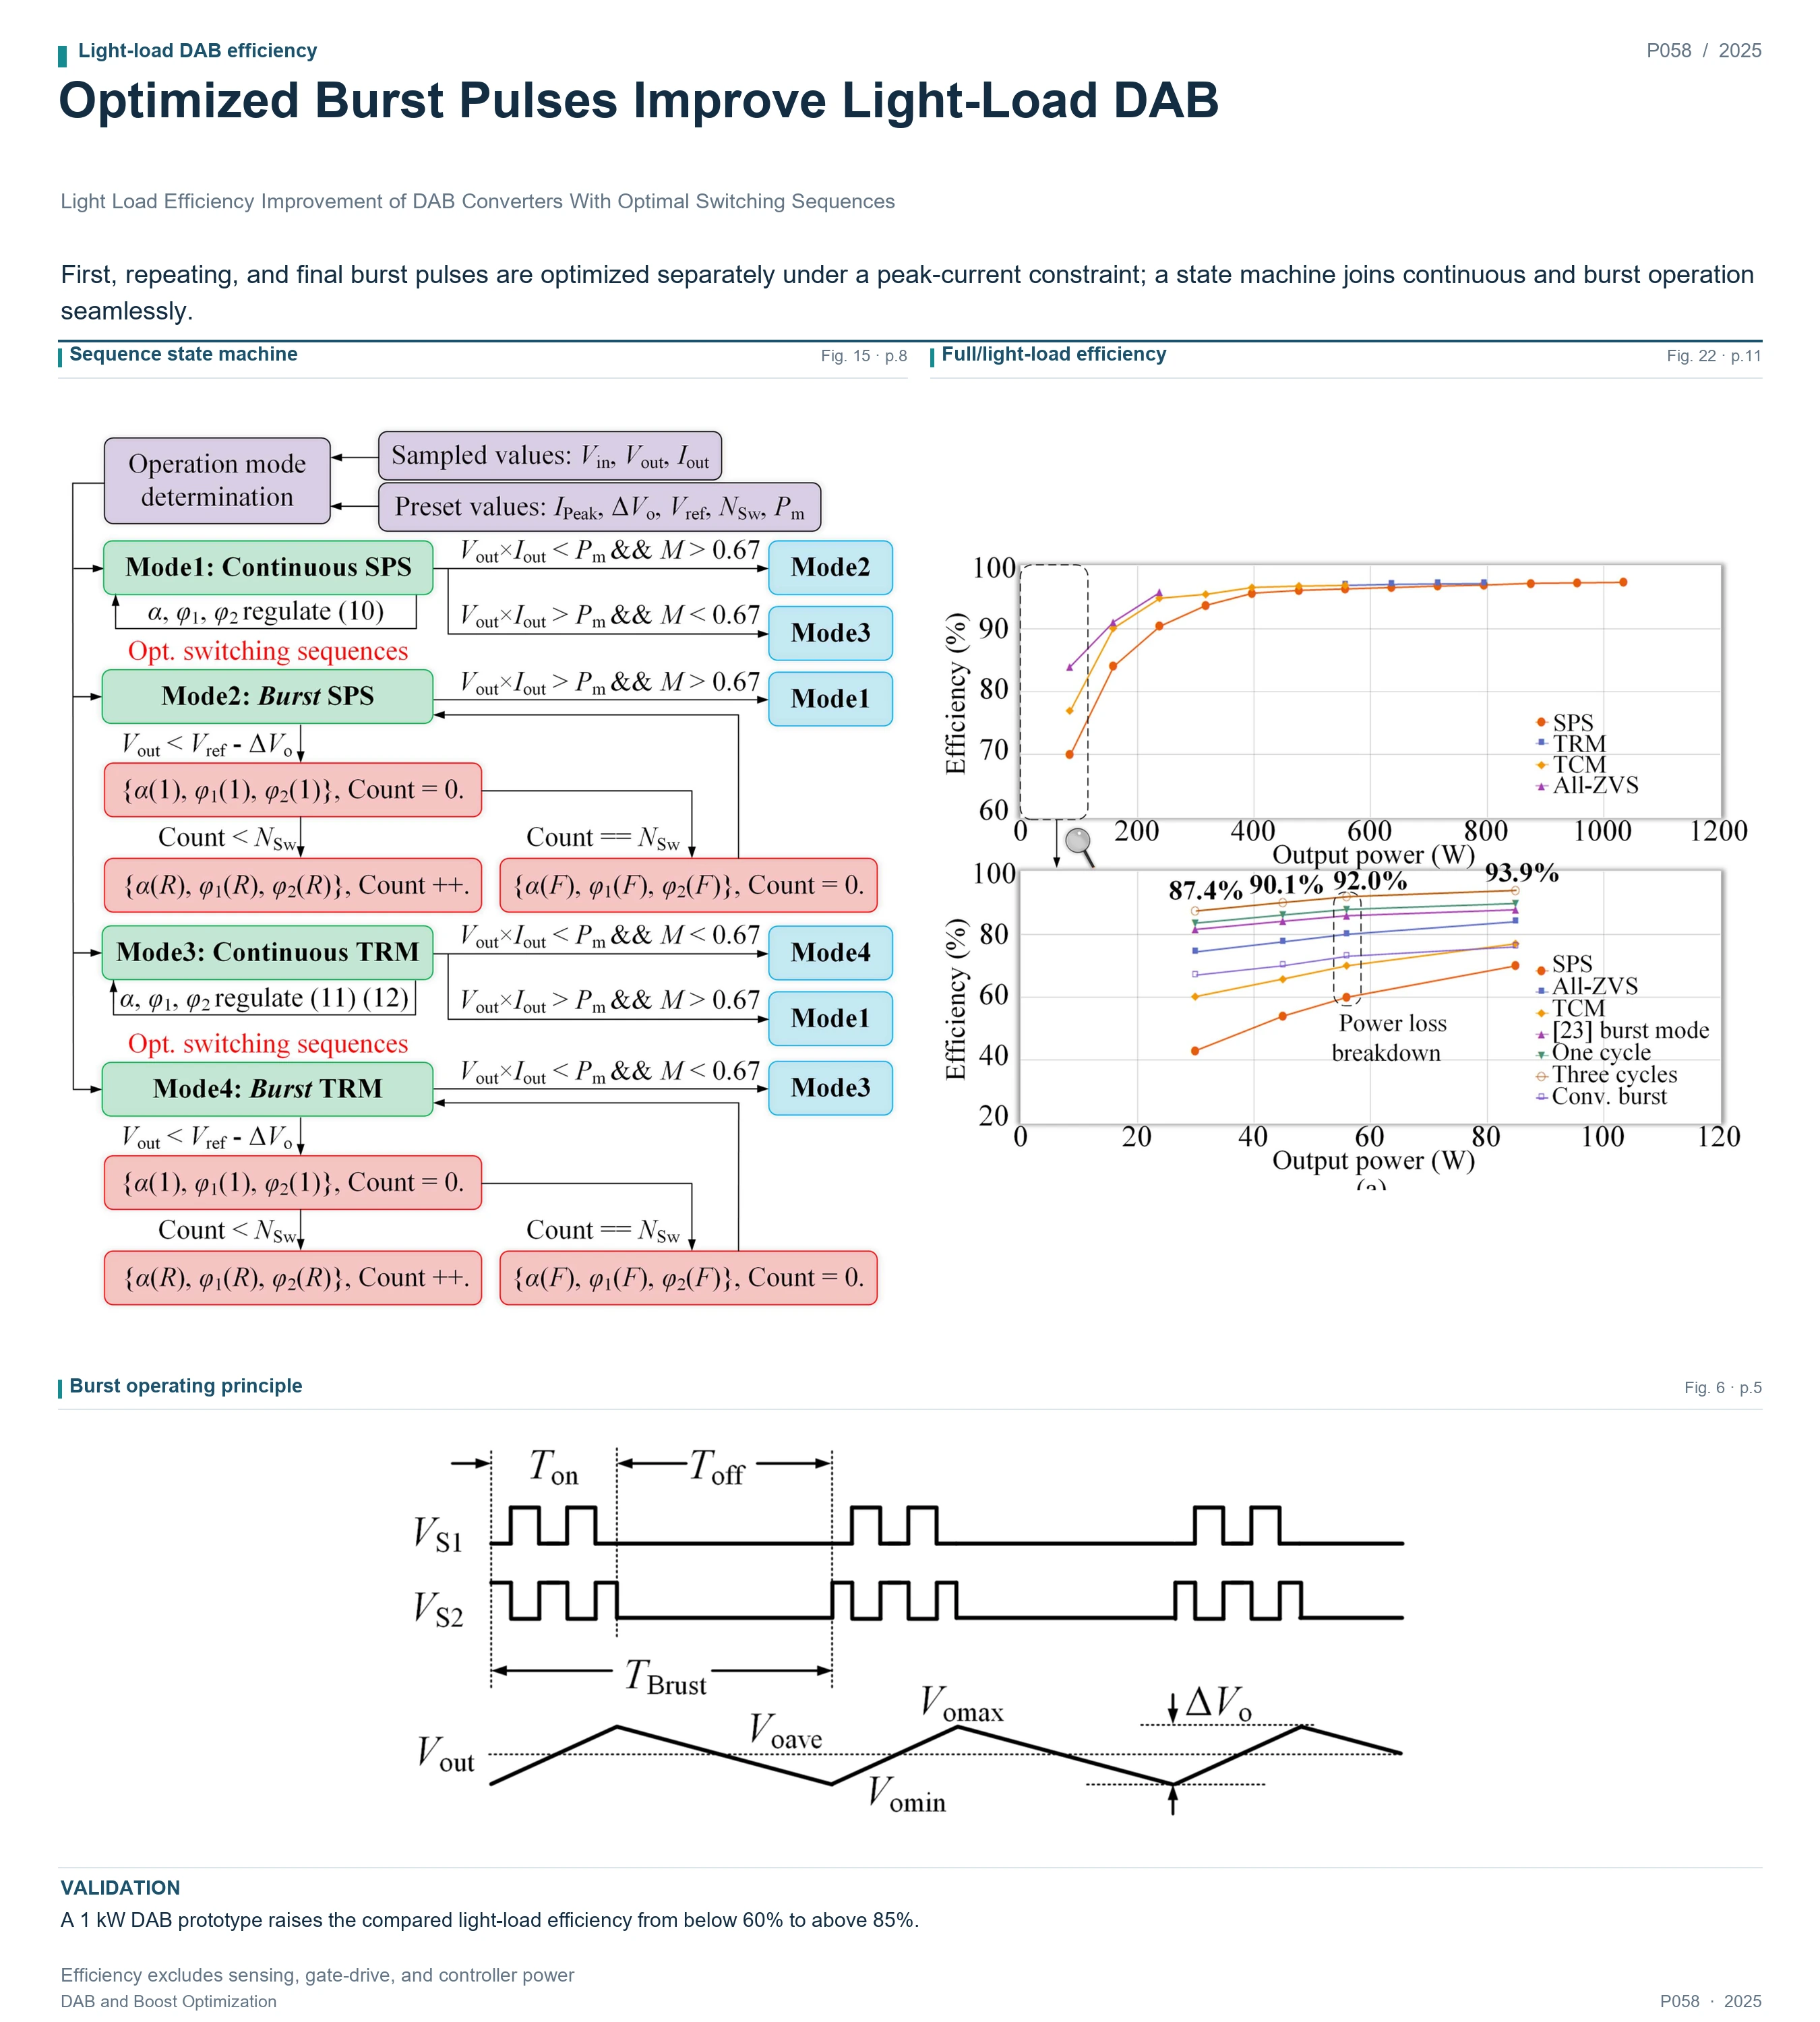 Light-load DAB efficiency
P058 / 2025
Optimized Burst Pulses Improve Light-Load DAB
Light Load Efficiency Improvement of DAB Converters With Optimal Switching Sequences
First, repeating, and final burst pulses are optimized separately under a peak-current constraint; a state machine joins continuous and burst operation
seamlessly.
Sequence state machine
Fig. 15 · p.8
Operation mode
determination
Sampled values: Vin, Vout, Iout
Preset values: IPeak, ΔVo, Vref, NSw, Pm
Mode1: Continuous SPS
Vout×Iout < Pm && M > 0.67
Mode2
α, φ1, φ2 regulate (10)
Vout×Iout > Pm && M < 0.67
Mode3
Opt. switching sequences
Mode2: Burst SPS
Vout×Iout > Pm && M > 0.67
Mode1
Vout < Vref - ΔVo
{α(1), φ1(1), φ2(1)}, Count = 0.
Count < NSw
Count == NSw
{α(R), φ1(R), φ2(R)}, Count ++.
{α(F), φ1(F), φ2(F)}, Count = 0.
Mode3: Continuous TRM
Vout×Iout < Pm && M < 0.67
Mode4
α, φ1, φ2 regulate (11) (12)
Vout×Iout > Pm && M > 0.67
Mode1
Opt. switching sequences
Mode4: Burst TRM
Vout×Iout < Pm && M < 0.67
Mode3
Vout < Vref - ΔVo
{α(1), φ1(1), φ2(1)}, Count = 0.
Count < NSw
Count == NSw
{α(R), φ1(R), φ2(R)}, Count ++.
{α(F), φ1(F), φ2(F)}, Count = 0.
Full/light-load efficiency
Fig. 22 · p.11
Efficiency (%)
100
90
80
70
60
SPS
TRM
TCM
All-ZVS
0 200 400 600 800 1000 1200
Output power (W)
Efficiency (%)
100
80
60
40
20
87.4% 90.1% 92.0% 93.9%
Power loss
breakdown
SPS
All-ZVS
TCM
[23] burst mode
One cycle
Three cycles
Conv. burst
0 20 40 60 80 100 120
Output power (W)
(a)
Burst operating principle
Fig. 6 · p.5
Ton
Toff
VS1
VS2
TBrust
Vout
Voave
Vomax
Vomin
ΔVo
VALIDATION
A 1 kW DAB prototype raises the compared light-load efficiency from below 60% to above 85%.
Efficiency excludes sensing, gate-drive, and controller power
DAB and Boost Optimization
P058 · 2025